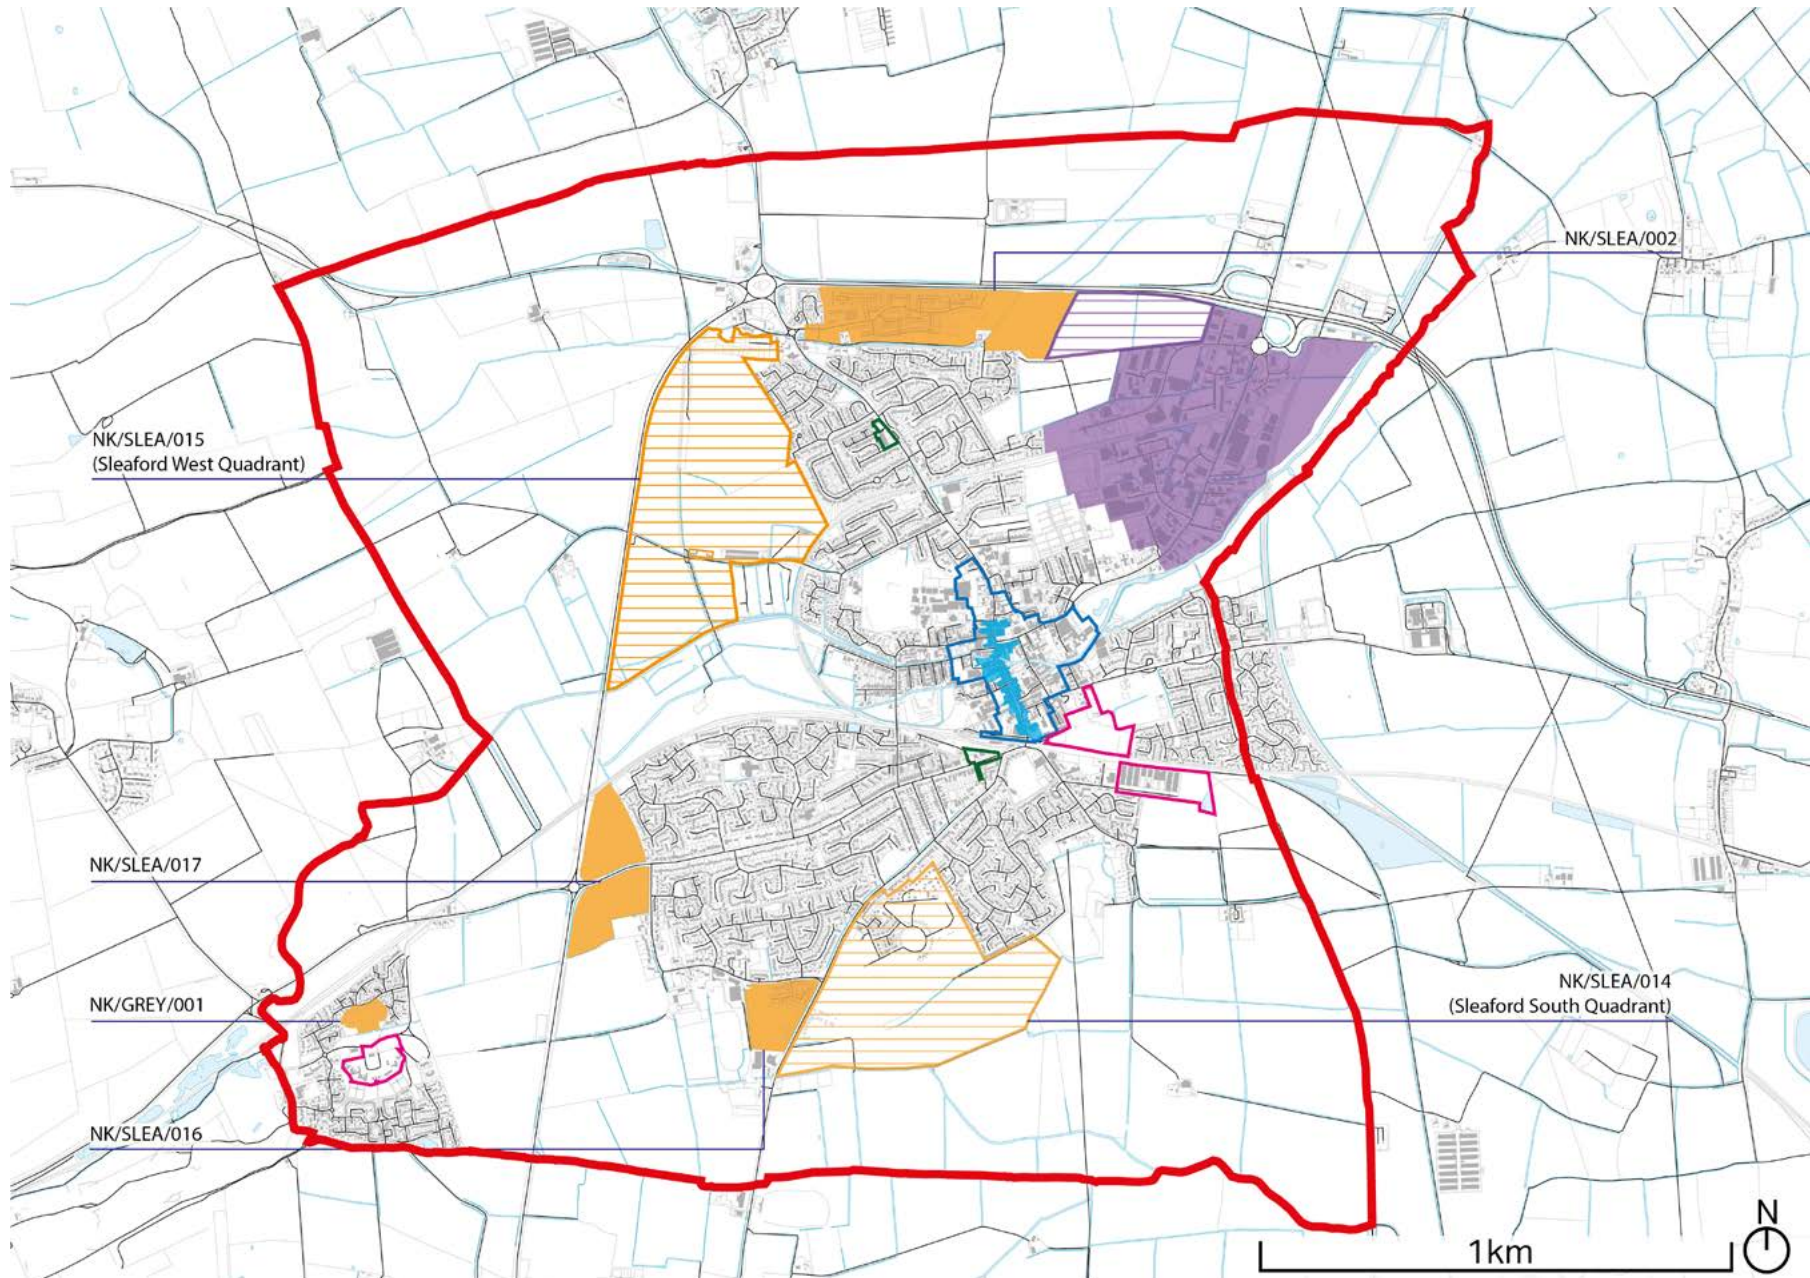 NK/SLEA/002
NK/SLEA/015
(Sleaford West Quadrant)
NK/SLEA/017
NK/GREY/001
NK/SLEA/014
(Sleaford South Quadrant)
NK/SLEA/016
N
1km